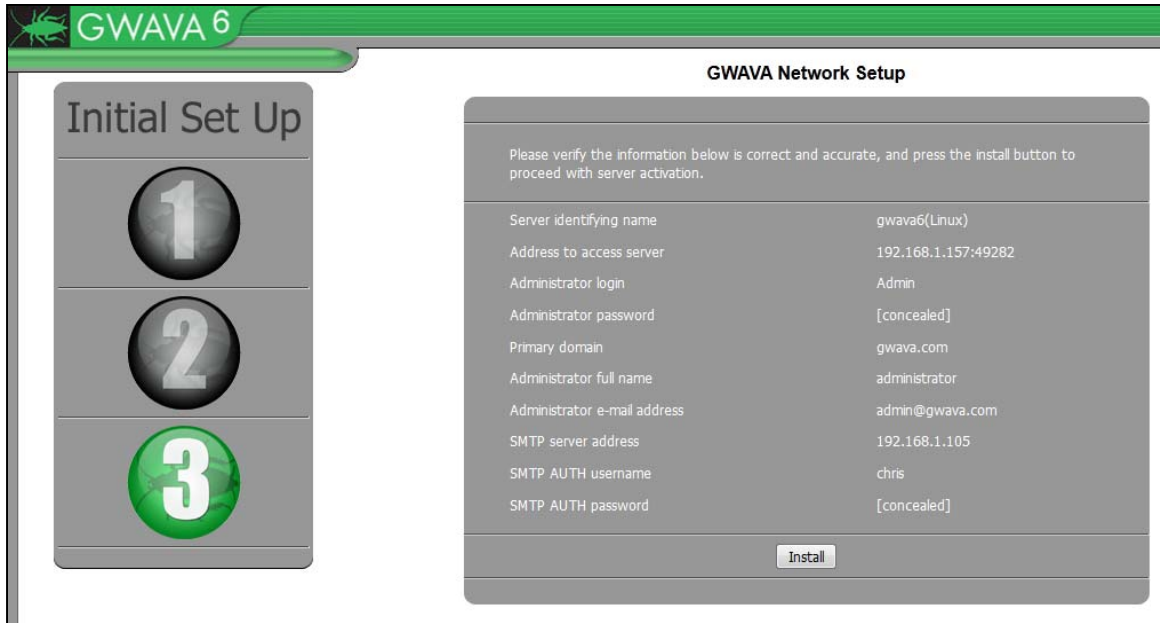 GWAVA 6
GWAVA Network Setup
Initial Set Up
1
2
3
Please verify the information below is correct and accurate, and press the install button to
proceed with server activation.
Server identifying name gwava6(Linux)
Address to access server 192.168.1.157:49282
Administrator login Admin
Administrator password [concealed]
Primary domain gwava.com
Administrator full name administrator
Administrator e-mail address admin@gwava.com
SMTP server address 192.168.1.105
SMTP AUTH username chris
SMTP AUTH password [concealed]
Install